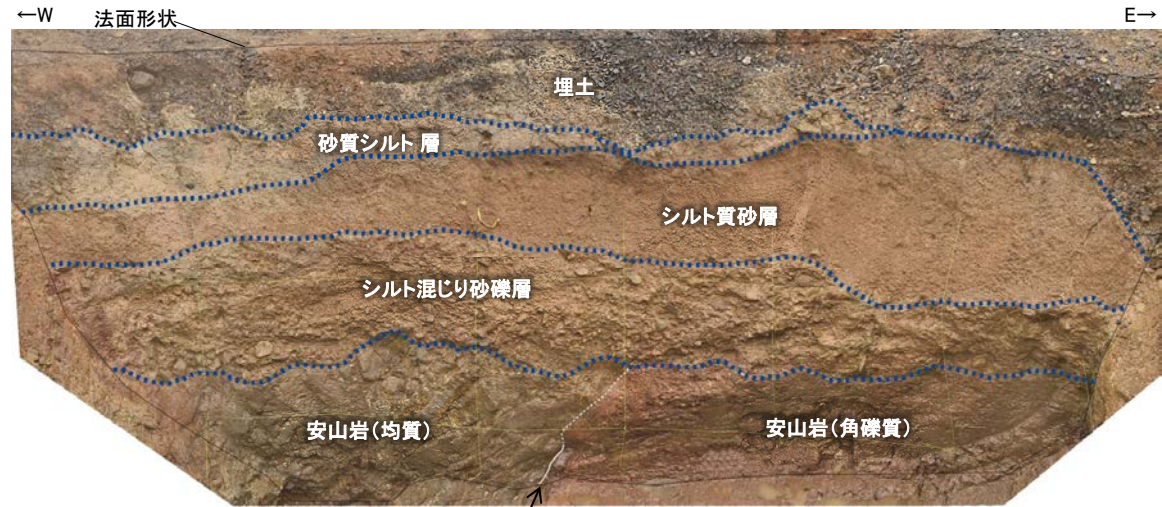 ←W
法面形状
E→
埋土
砂質シルト 層
シルト質砂層
シルト混じり砂礫層
安山岩(均質)
安山岩(角礫質)